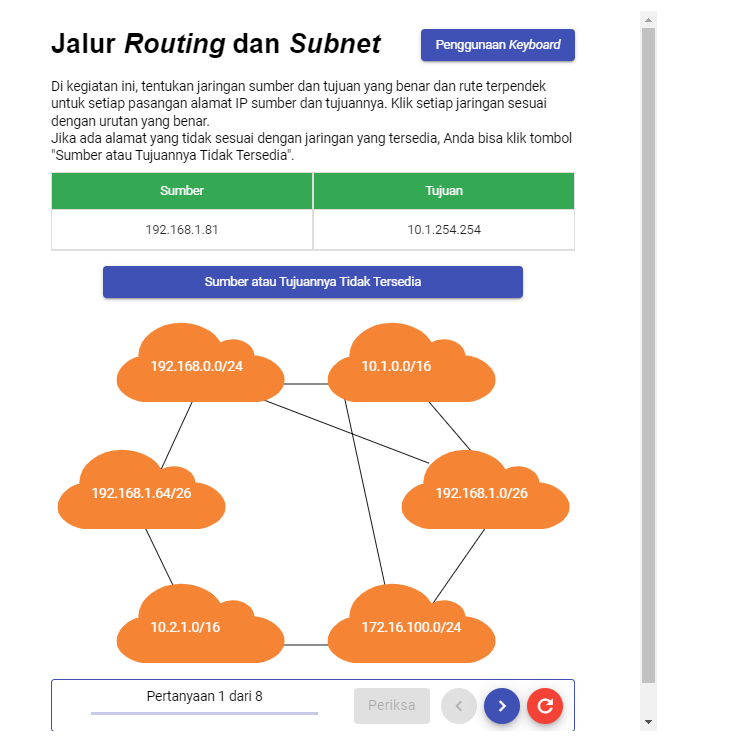 Jalur Routing dan Subnet
Penggunaan Keyboard
Di kegiatan ini, tentukan jaringan sumber dan tujuan yang benar dan rute terpendek
untuk setiap pasangan alamat IP sumber dan tujuannya. Klik setiap jaringan sesuai
dengan urutan yang benar.
Jika ada alamat yang tidak sesuai dengan jaringan yang tersedia, Anda bisa klik tombol
"Sumber atau Tujuannya Tidak Tersedia".
Sumber Tujuan
192.168.1.81 10.1.254.254
Sumber atau Tujuannya Tidak Tersedia
192.168.0.0/24 10.1.0.0/16
192.168.1.64/26 192.168.1.0/26
10.2.1.0/16 172.16.100.0/24
Pertanyaan 1 dari 8
Periksa